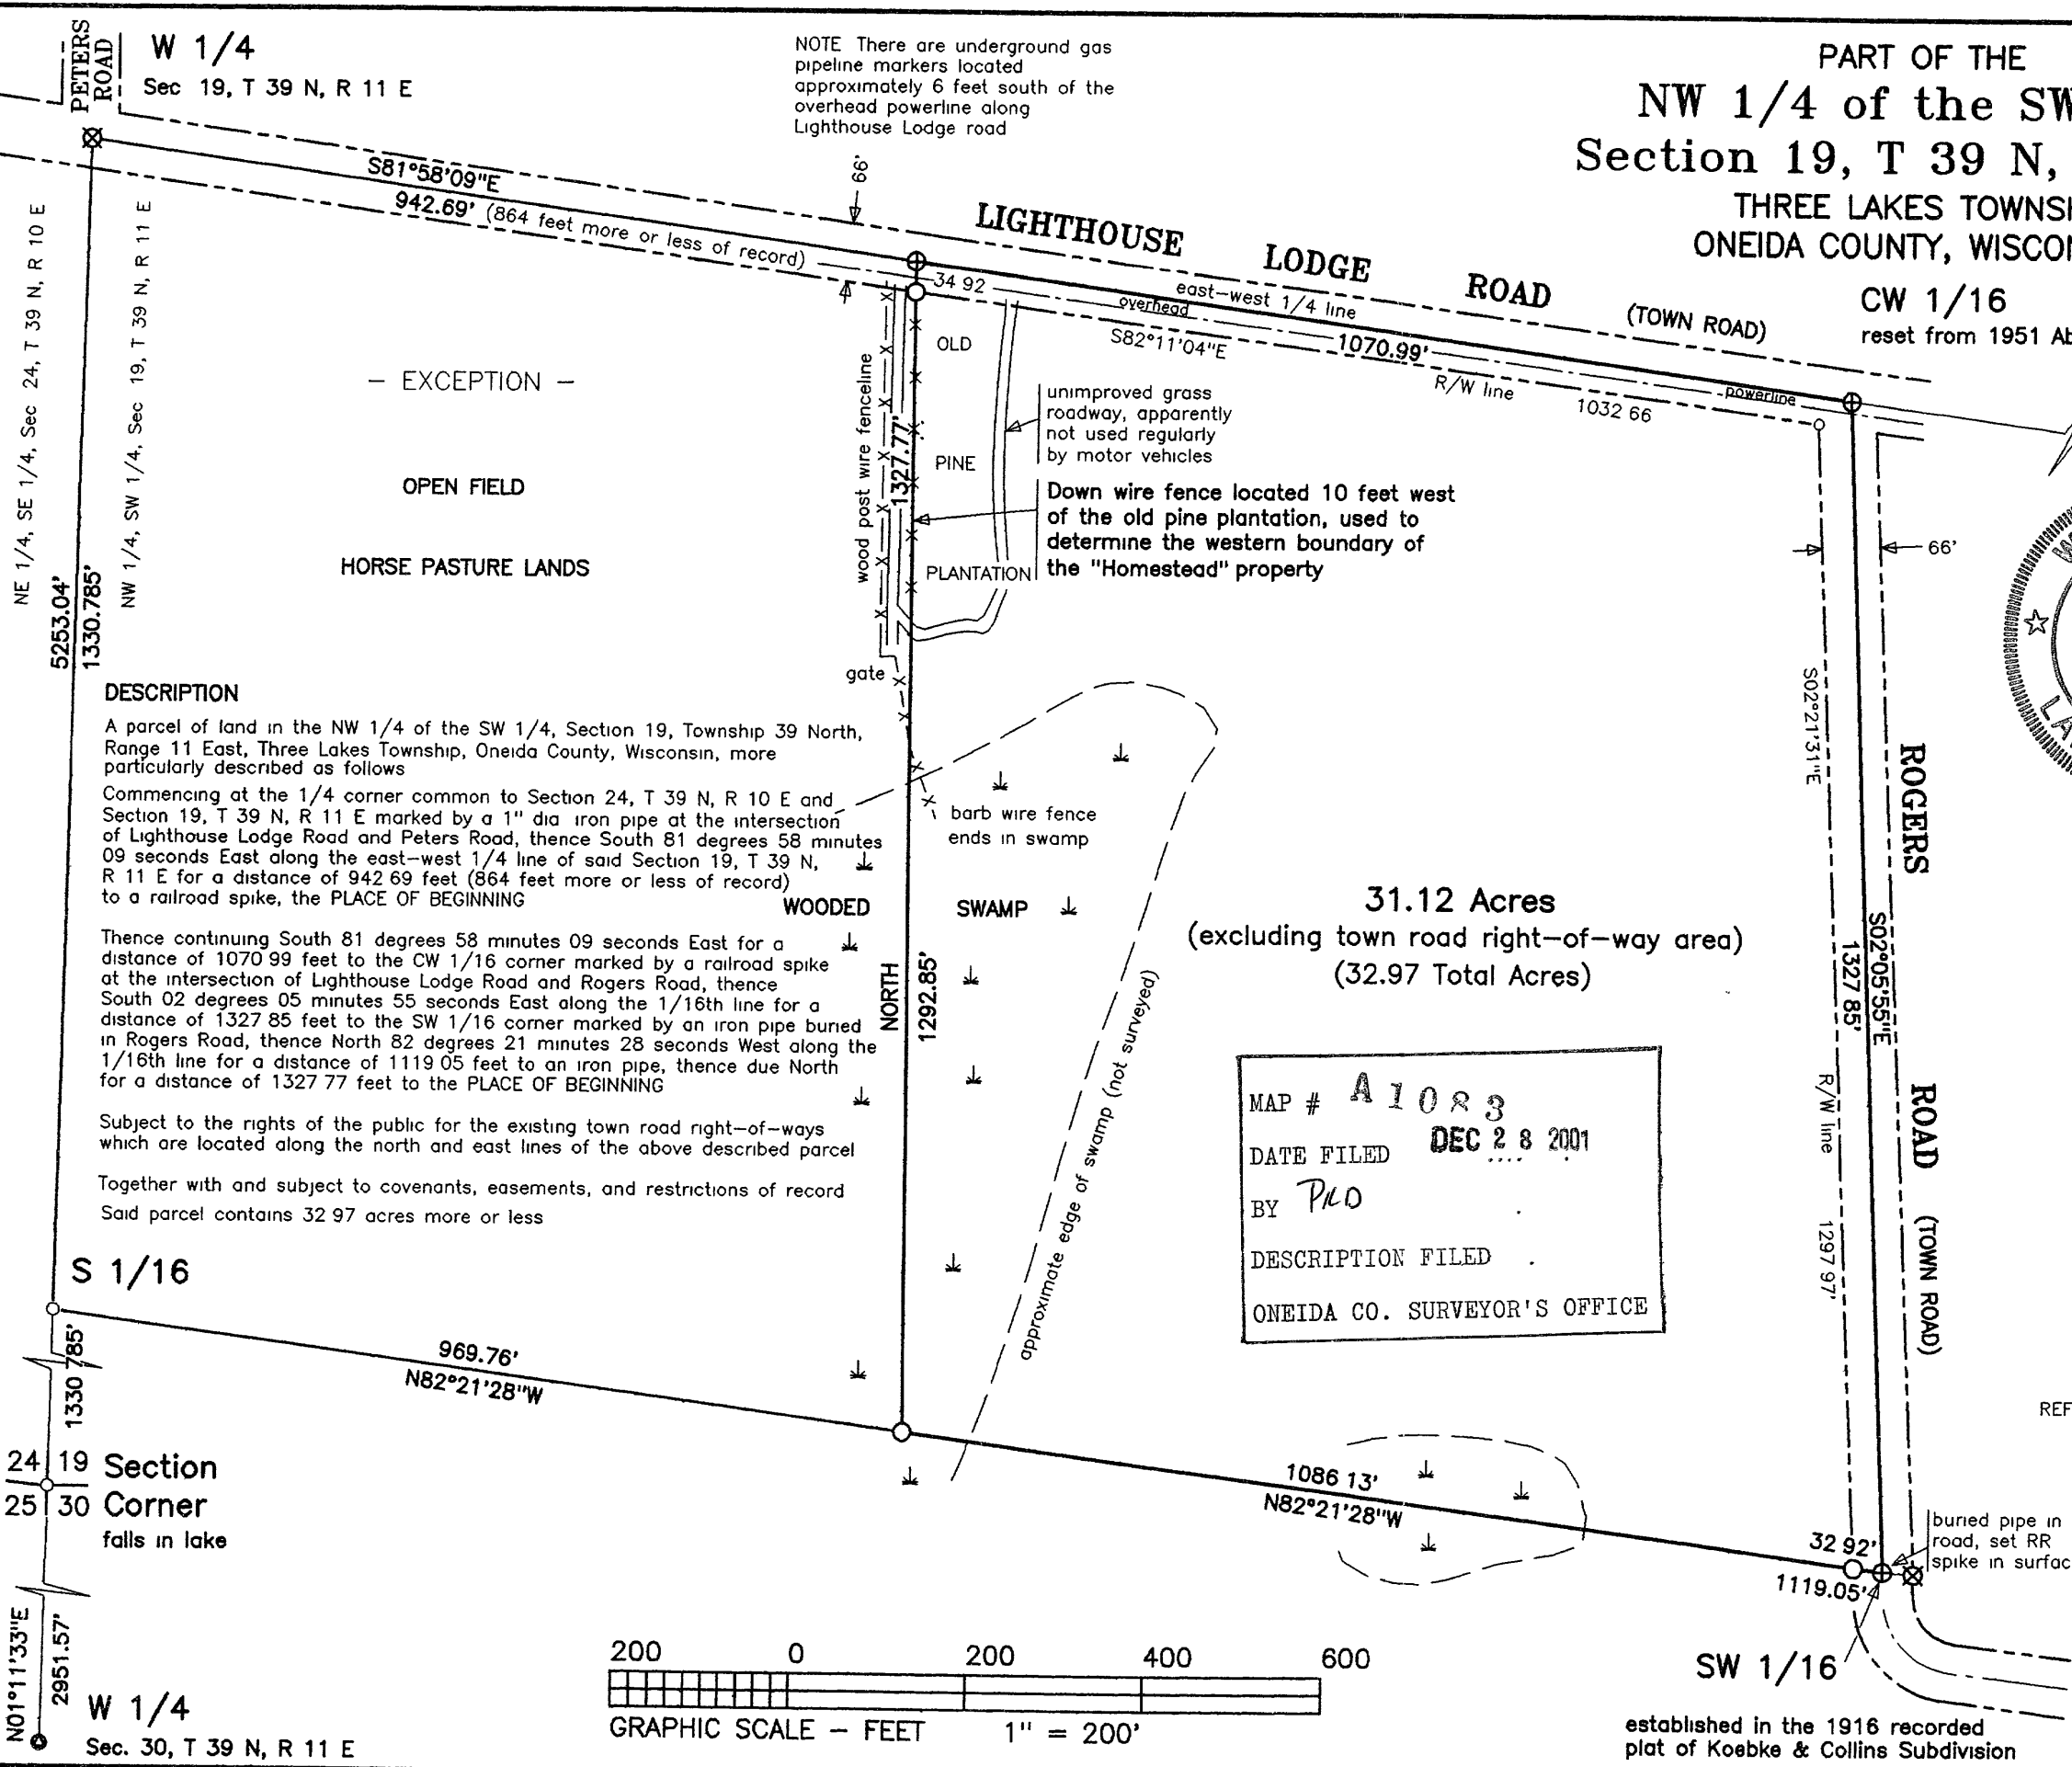 PETERS
ROAD
W 1/4
Sec 19, T 39 N, R 11 E
NOTE There are underground gas
pipeline markers located
approximately 6 feet south of the
overhead powerline along
Lighthouse Lodge road
PART OF THE
NW 1/4 of the SW
Section 19, T 39 N,
THREE LAKES TOWNSH
ONEIDA COUNTY, WISCON
CW 1/16
reset from 1951 Ab
S81°58'09"E
942.69' (864 feet more or less of record)
66'
LIGHTHOUSE LODGE ROAD (TOWN ROAD)
34 92
east-west 1/4 line
overhead
S82°11'04"E
1070.99'
R/W line
1032 66
powerline
NE 1/4, SE 1/4, Sec 24, T 39 N, R 10 E
NW 1/4, SW 1/4, Sec 19, T 39 N, R 11 E
5253.04'
1330.785'
- EXCEPTION -
OPEN FIELD
HORSE PASTURE LANDS
wood post wire fenceline
1327.77'
OLD
PINE
PLANTATION
unimproved grass
roadway, apparently
not used regularly
by motor vehicles
Down wire fence located 10 feet west
of the old pine plantation, used to
determine the western boundary of
the "Homestead" property
66'
W
LA
gate
DESCRIPTION
A parcel of land in the NW 1/4 of the SW 1/4, Section 19, Township 39 North,
Range 11 East, Three Lakes Township, Oneida County, Wisconsin, more
particularly described as follows
Commencing at the 1/4 corner common to Section 24, T 39 N, R 10 E and
Section 19, T 39 N, R 11 E marked by a 1" dia iron pipe at the intersection
of Lighthouse Lodge Road and Peters Road, thence South 81 degrees 58 minutes
09 seconds East along the east-west 1/4 line of said Section 19, T 39 N,
R 11 E for a distance of 942 69 feet (864 feet more or less of record)
to a railroad spike, the PLACE OF BEGINNING
Thence continuing South 81 degrees 58 minutes 09 seconds East for a
distance of 1070 99 feet to the CW 1/16 corner marked by a railroad spike
at the intersection of Lighthouse Lodge Road and Rogers Road, thence
South 02 degrees 05 minutes 55 seconds East along the 1/16th line for a
distance of 1327 85 feet to the SW 1/16 corner marked by an iron pipe buried
in Rogers Road, thence North 82 degrees 21 minutes 28 seconds West along the
1/16th line for a distance of 1119 05 feet to an iron pipe, thence due North
for a distance of 1327 77 feet to the PLACE OF BEGINNING
Subject to the rights of the public for the existing town road right-of-ways
which are located along the north and east lines of the above described parcel
Together with and subject to covenants, easements, and restrictions of record
Said parcel contains 32 97 acres more or less
barb wire fence
ends in swamp
WOODED SWAMP
NORTH
1292.85'
approximate edge of swamp (not surveyed)
31.12 Acres
(excluding town road right-of-way area)
(32.97 Total Acres)
S02°21'31"E
R/W line
1297 97'
S02°05'55"E
1327 85'
ROGERS ROAD (TOWN ROAD)
MAP # A 1083
DATE FILED DEC 28 2001
BY
DESCRIPTION FILED .
ONEIDA CO. SURVEYOR'S OFFICE
S 1/16
1330 785'
969.76'
N82°21'28"W
24 19 Section
25 30 Corner
falls in lake
N01°11'33"E
2951.57'
W 1/4
Sec. 30, T 39 N, R 11 E
1086 13'
N82°21'28"W
32 92'
1119.05'
REF
buried pipe in
road, set RR
spike in surfac
200 0 200 400 600
GRAPHIC SCALE - FEET 1" = 200'
SW 1/16
established in the 1916 recorded
plat of Koebke & Collins Subdivision